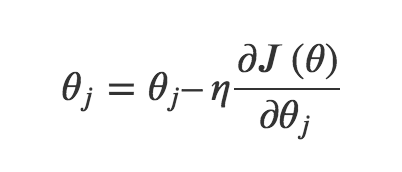 θⱼ = θⱼ− η ∂J (θ) / ∂θⱼ